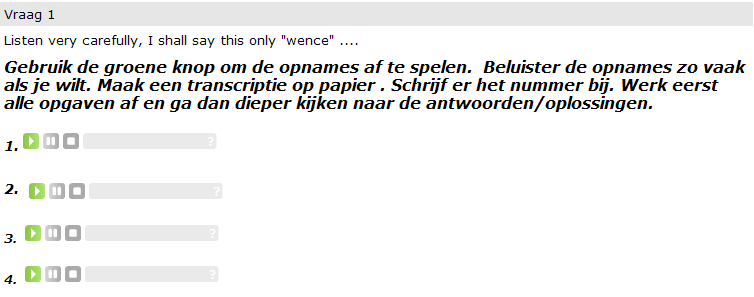 Vraag 1
Listen very carefully, I shall say this only "wence" ....
Gebruik de groene knop om de opnames af te spelen.  Beluister de opnames zo vaak
als je wilt. Maak een transcriptie op papier . Schrijf er het nummer bij. Werk eerst
alle opgaven af en ga dan dieper kijken naar de antwoorden/oplossingen.
1. ?
2. ?
3. ?
4. ?